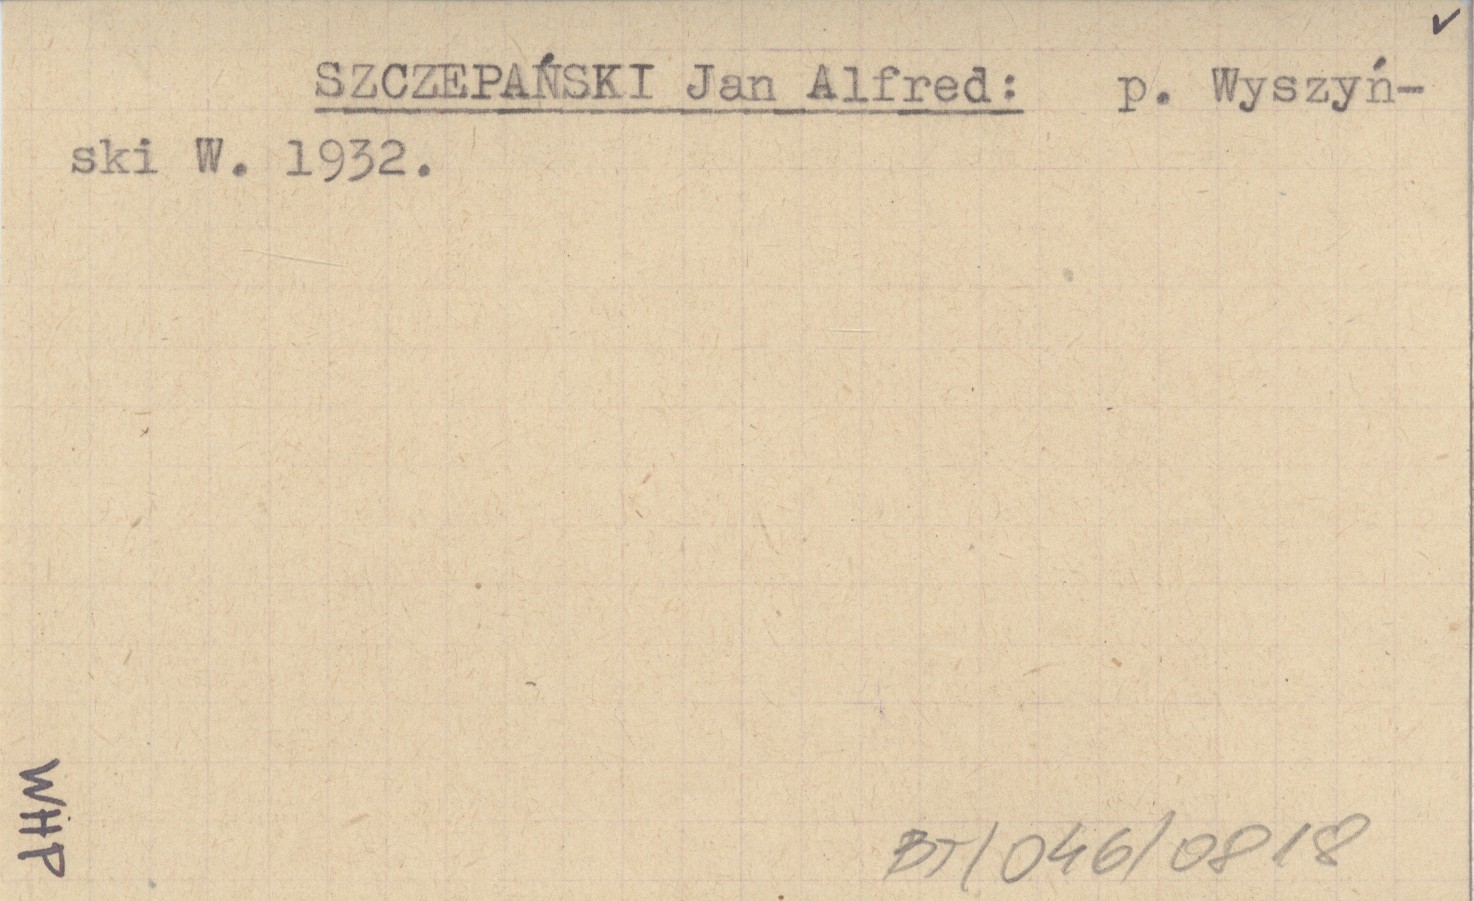 SZCZEPAŃSKI Jan Alfred: p. Wyszyń-
ski W. 1932.
WHP
BT/046/0818